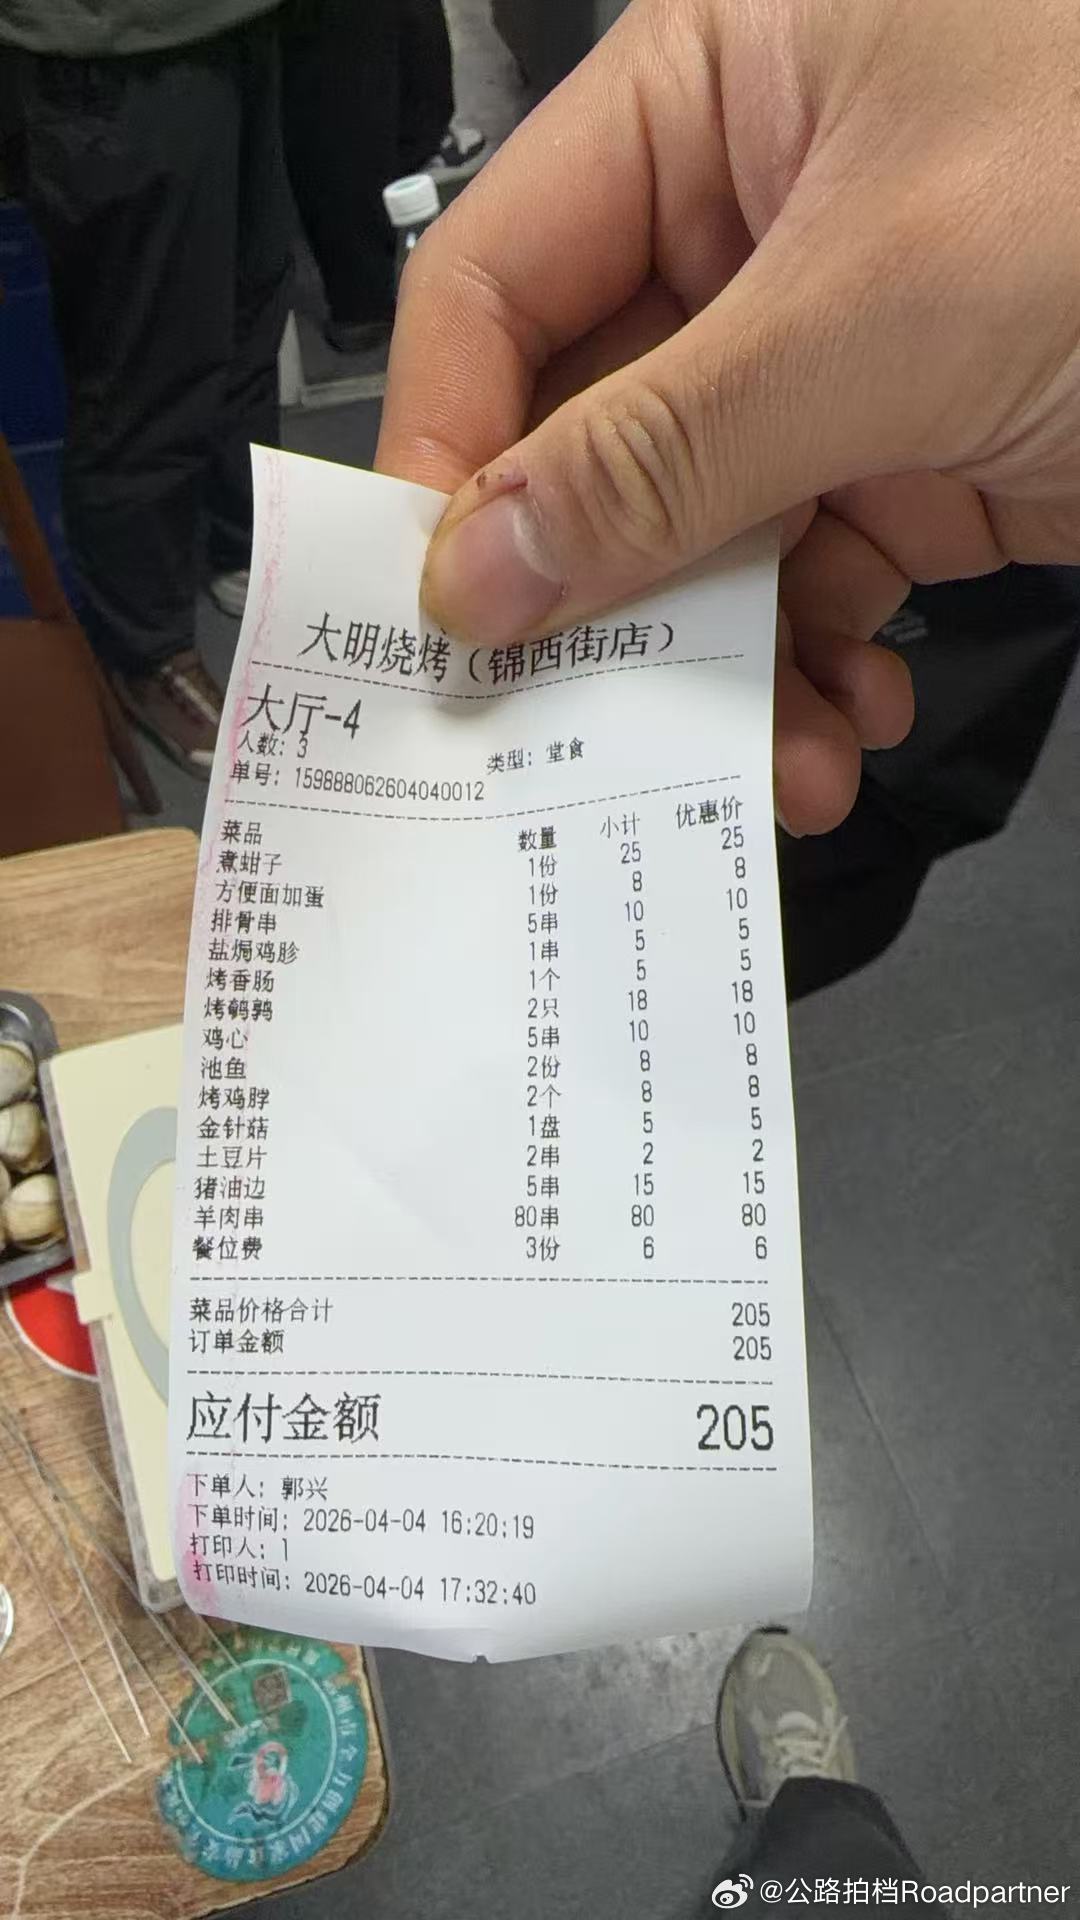 大明烧烤（锦西街店）
大厅-4
人数：3 类型：堂食
单号：159888062604040012
菜品 数量 小计 优惠价
煮蚶子 1份 25 25
方便面加蛋 1份 8 8
排骨串 5串 10 10
盐焗鸡胗 1串 5 5
烤香肠 1个 5 5
烤鹌鹑 2只 18 18
鸡心 5串 10 10
池鱼 2份 8 8
烤鸡脖 2个 8 8
金针菇 1盘 5 5
土豆片 2串 2 2
猪油边 5串 15 15
羊肉串 80串 80 80
餐位费 3份 6 6
菜品价格合计 205
订单金额 205
应付金额 205
下单人：郭兴
下单时间：2026-04-04 16:20:19
打印人：1
打印时间：2026-04-04 17:32:40
@公路拍档Roadpartner